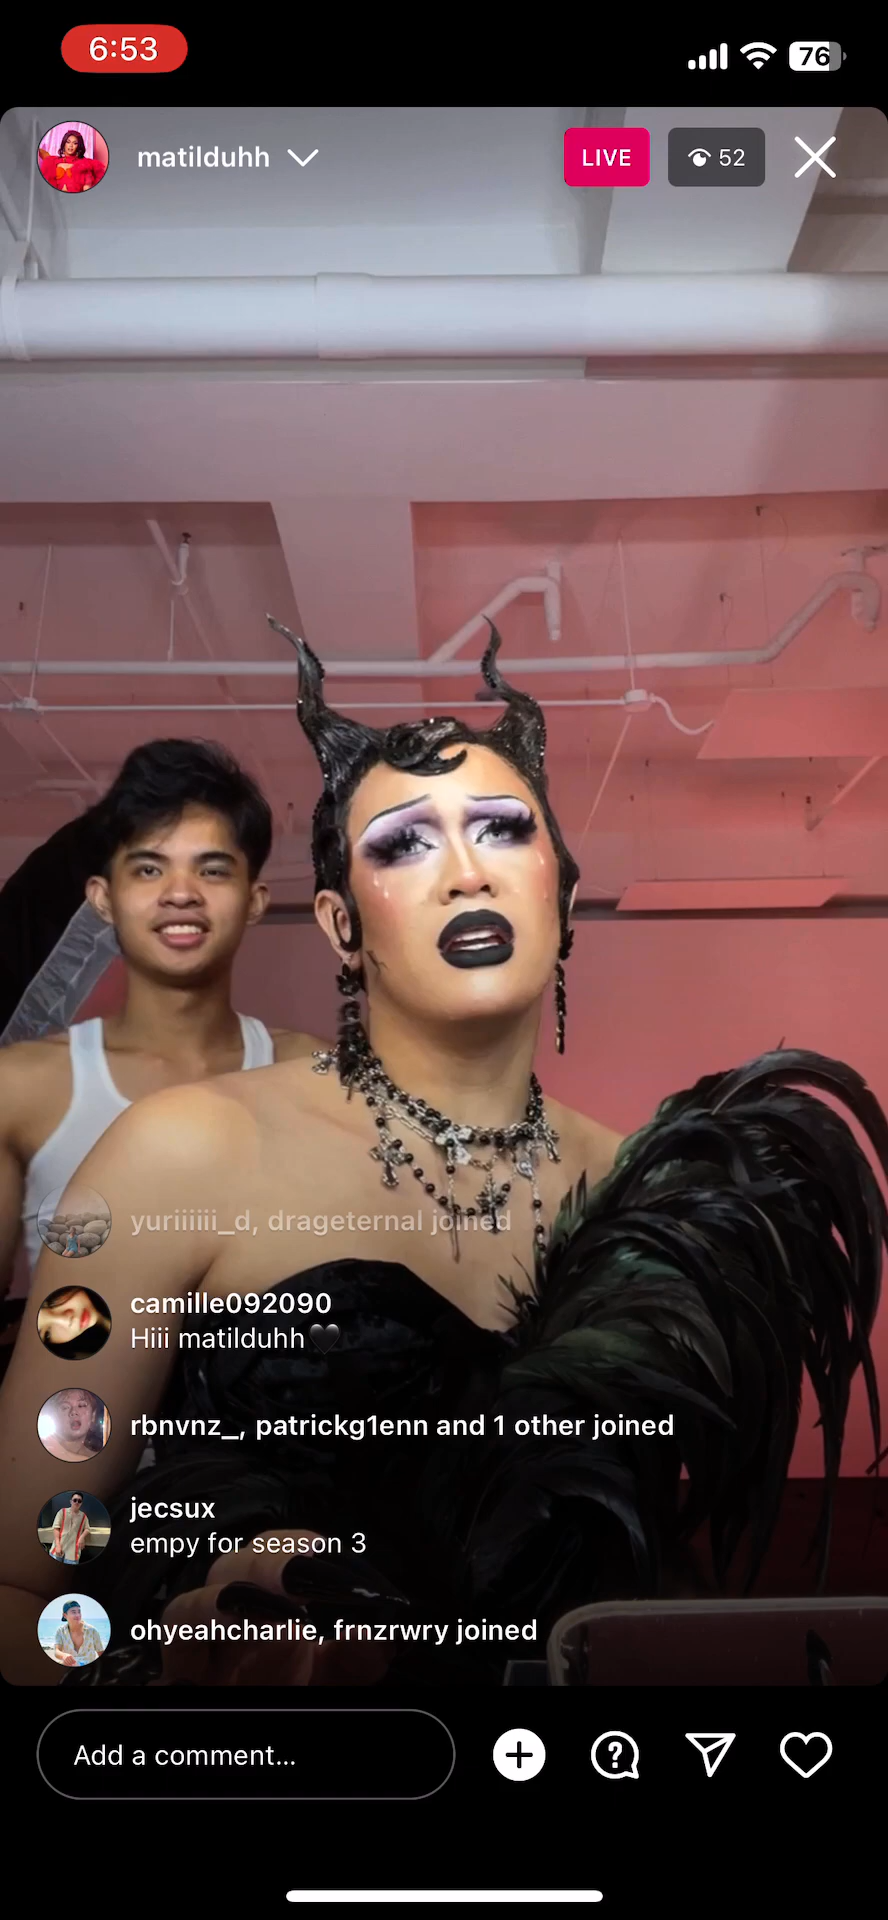 6:53
76
matilduhh
LIVE
52
yuriiiiii_d, drageternal joined
camille092090
Hiii matilduhh🖤
rbnvnz_, patrickg1enn and 1 other joined
jecsux
empy for season 3
ohyeahcharlie, frnzrwry joined
Add a comment...